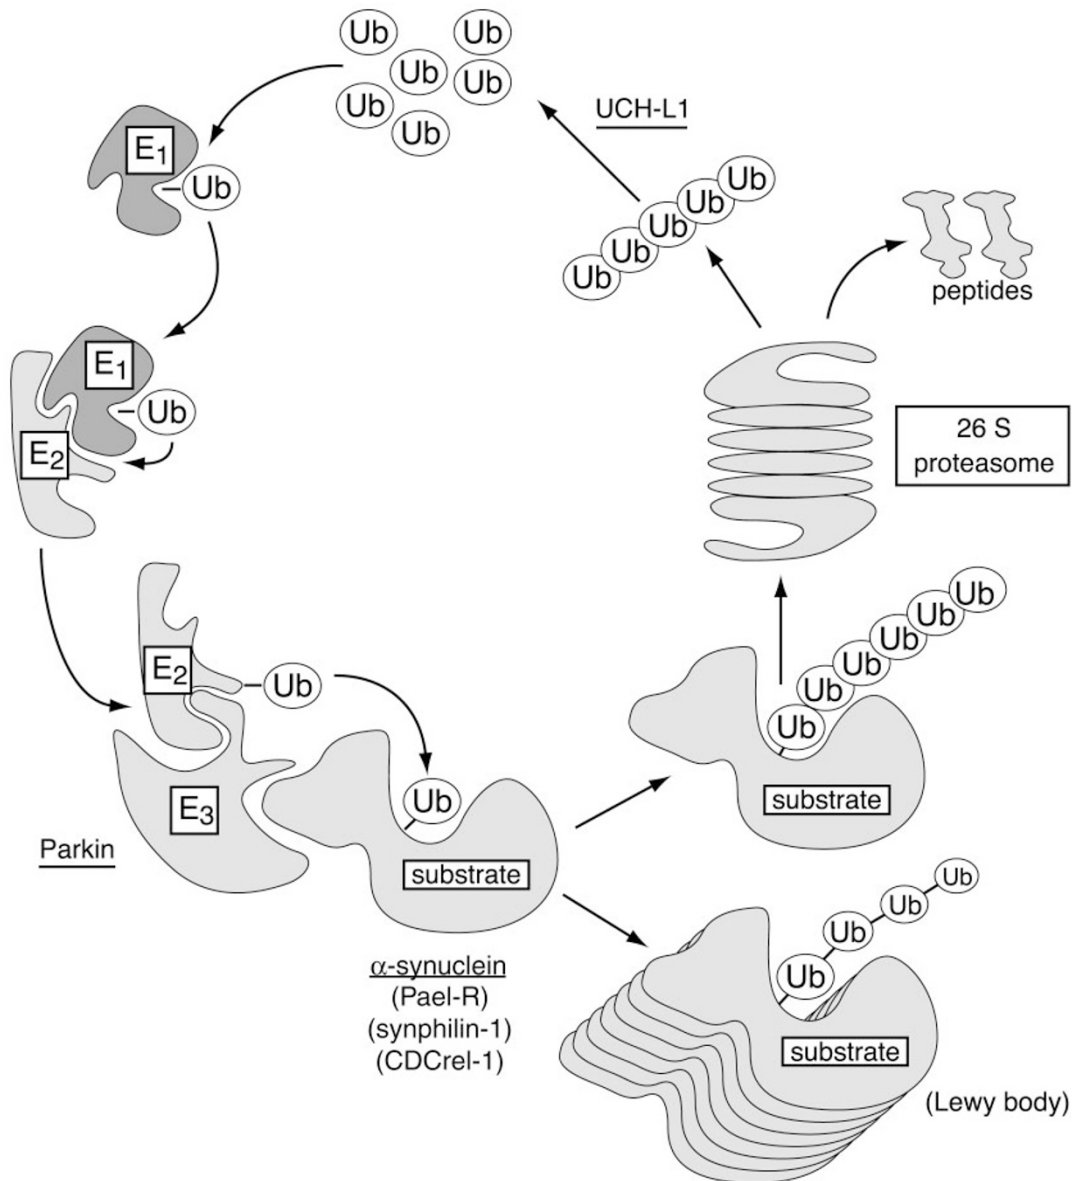 Ub
Ub
Ub
Ub
Ub
Ub
UCH-L1
E1
Ub
Ub
Ub
Ub
Ub
Ub
peptides
E1
Ub
E2
26 S
proteasome
E2
Ub
Ub
Ub
Ub
Ub
Ub
Ub
substrate
E3
Ub
substrate
Parkin
α-synuclein
(Pael-R)
(synphilin-1)
(CDCrel-1)
Ub
Ub
Ub
Ub
substrate
(Lewy body)